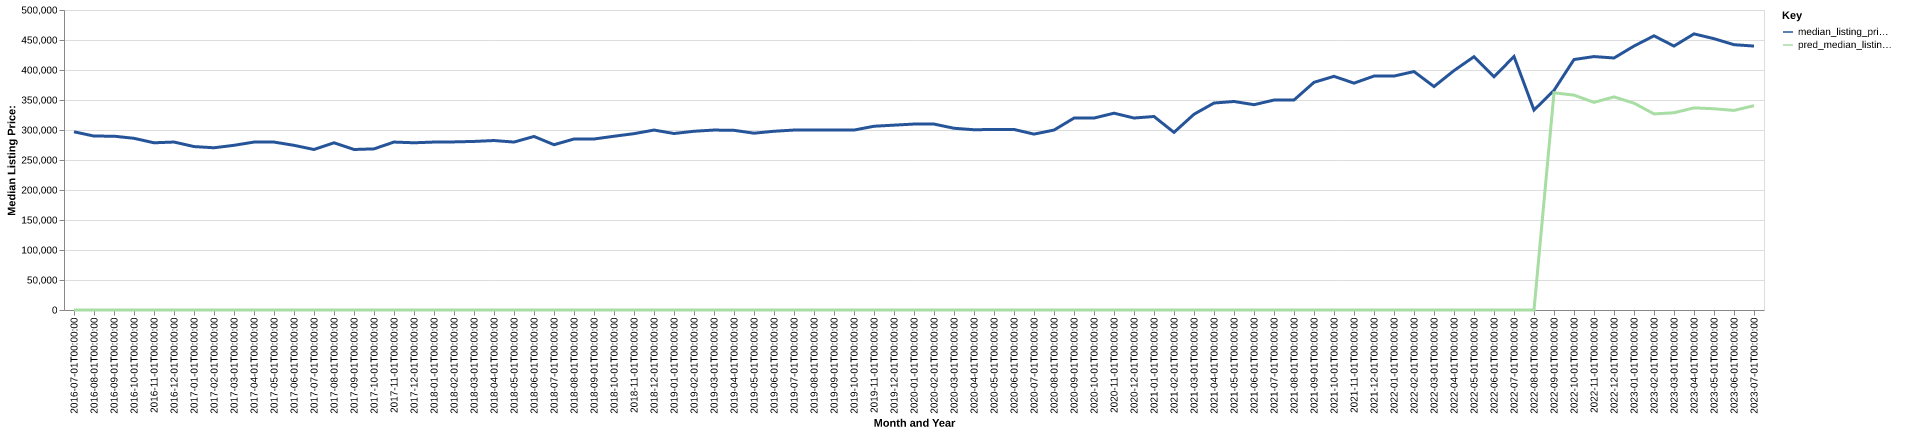 500,000
450,000
400,000
350,000
300,000
250,000
200,000
150,000
100,000
50,000
0
Median Listing Price:
2016-07-01T00:00:00
2016-08-01T00:00:00
2016-09-01T00:00:00
2016-10-01T00:00:00
2016-11-01T00:00:00
2016-12-01T00:00:00
2017-01-01T00:00:00
2017-02-01T00:00:00
2017-03-01T00:00:00
2017-04-01T00:00:00
2017-05-01T00:00:00
2017-06-01T00:00:00
2017-07-01T00:00:00
2017-08-01T00:00:00
2017-09-01T00:00:00
2017-10-01T00:00:00
2017-11-01T00:00:00
2017-12-01T00:00:00
2018-01-01T00:00:00
2018-02-01T00:00:00
2018-03-01T00:00:00
2018-04-01T00:00:00
2018-05-01T00:00:00
2018-06-01T00:00:00
2018-07-01T00:00:00
2018-08-01T00:00:00
2018-09-01T00:00:00
2018-10-01T00:00:00
2018-11-01T00:00:00
2018-12-01T00:00:00
2019-01-01T00:00:00
2019-02-01T00:00:00
2019-03-01T00:00:00
2019-04-01T00:00:00
2019-05-01T00:00:00
2019-06-01T00:00:00
2019-07-01T00:00:00
2019-08-01T00:00:00
2019-09-01T00:00:00
2019-10-01T00:00:00
2019-11-01T00:00:00
2019-12-01T00:00:00
2020-01-01T00:00:00
2020-02-01T00:00:00
2020-03-01T00:00:00
2020-04-01T00:00:00
2020-05-01T00:00:00
2020-06-01T00:00:00
2020-07-01T00:00:00
2020-08-01T00:00:00
2020-09-01T00:00:00
2020-10-01T00:00:00
2020-11-01T00:00:00
2020-12-01T00:00:00
2021-01-01T00:00:00
2021-02-01T00:00:00
2021-03-01T00:00:00
2021-04-01T00:00:00
2021-05-01T00:00:00
2021-06-01T00:00:00
2021-07-01T00:00:00
2021-08-01T00:00:00
2021-09-01T00:00:00
2021-10-01T00:00:00
2021-11-01T00:00:00
2021-12-01T00:00:00
2022-01-01T00:00:00
2022-02-01T00:00:00
2022-03-01T00:00:00
2022-04-01T00:00:00
2022-05-01T00:00:00
2022-06-01T00:00:00
2022-07-01T00:00:00
2022-08-01T00:00:00
2022-09-01T00:00:00
2022-10-01T00:00:00
2022-11-01T00:00:00
2022-12-01T00:00:00
2023-01-01T00:00:00
2023-02-01T00:00:00
2023-03-01T00:00:00
2023-04-01T00:00:00
2023-05-01T00:00:00
2023-06-01T00:00:00
2023-07-01T00:00:00
Month and Year
Key
median_listing_pri…
pred_median_listin…